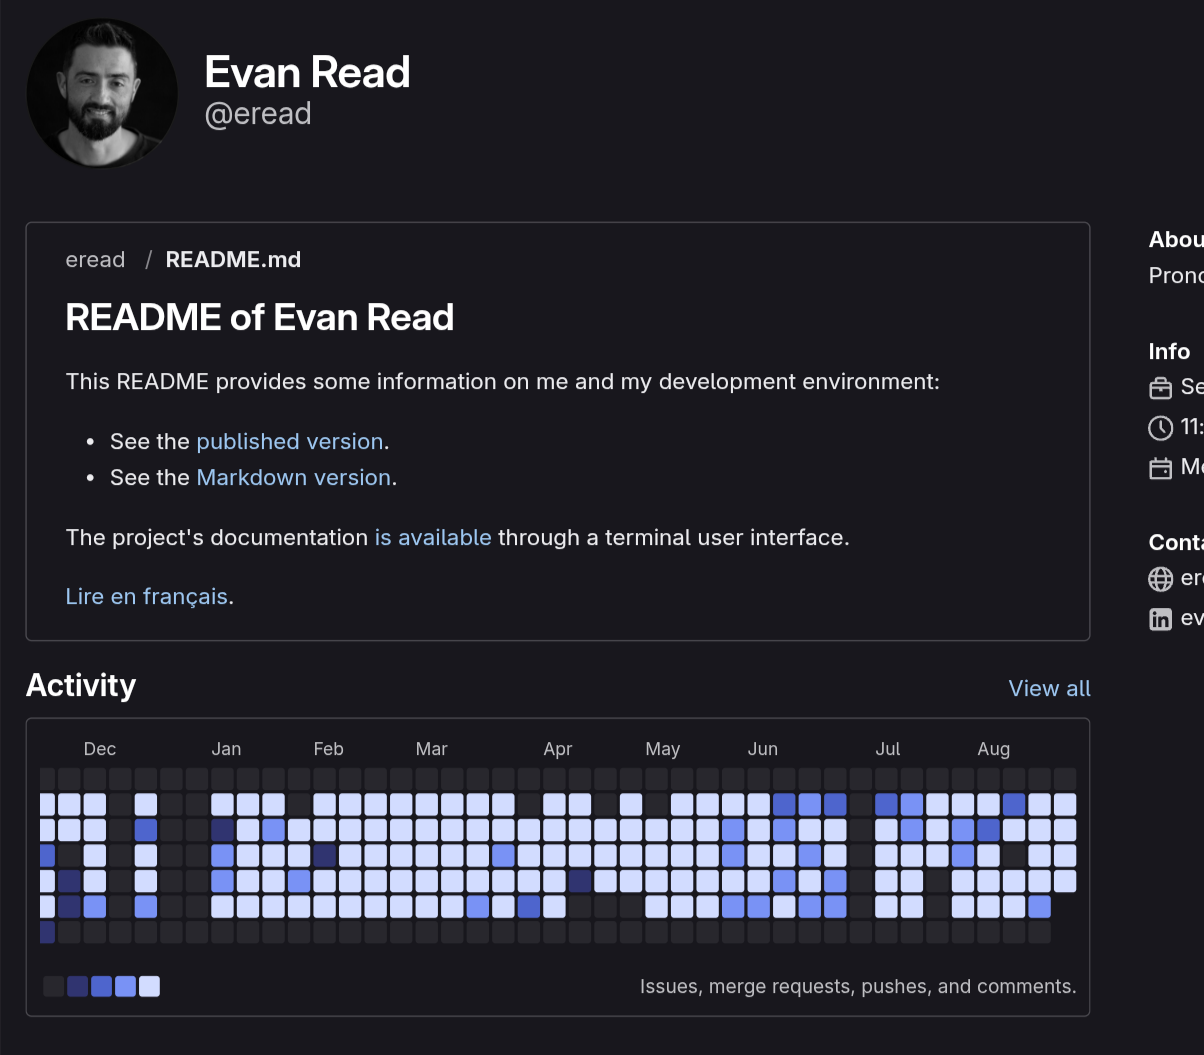 Evan Read
@eread
eread / README.md
README of Evan Read
This README provides some information on me and my development environment:
• See the published version.
• See the Markdown version.
The project's documentation is available through a terminal user interface.
Lire en français.
Activity
View all
Dec Jan Feb Mar Apr May Jun Jul Aug
Issues, merge requests, pushes, and comments.
Abou
Prono
Info
Se
11:
Me
Conta
ere
ev